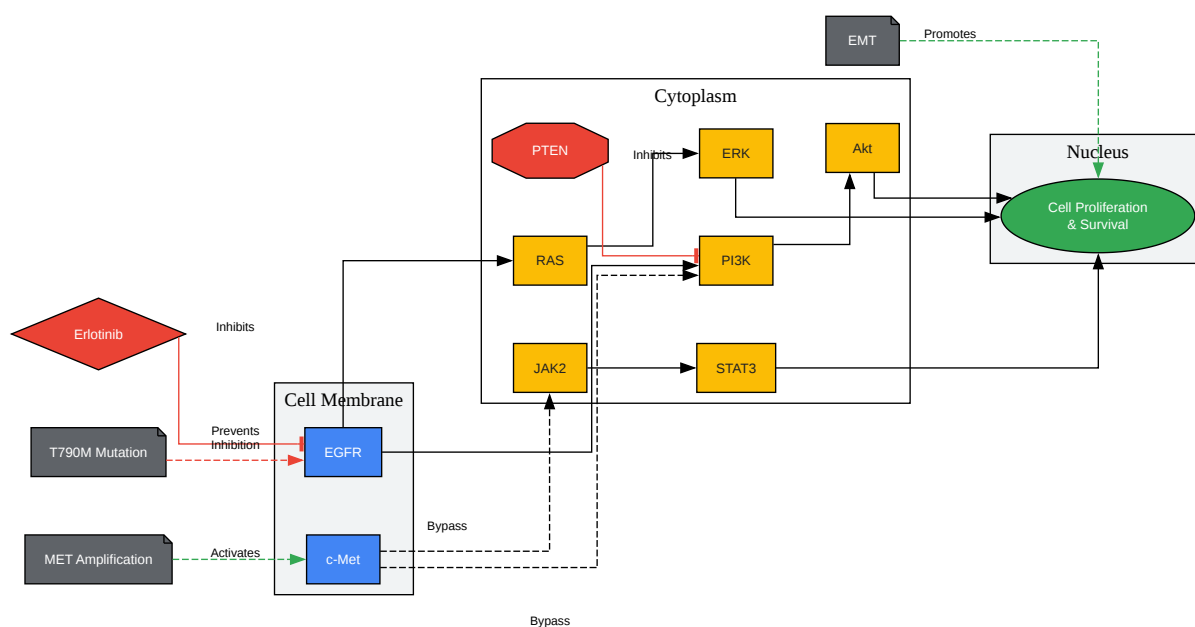 EMT
Promotes
Cytoplasm
PTEN
Inhibits
ERK
Akt
Nucleus
Cell Proliferation
& Survival
RAS
PI3K
Erlotinib
Inhibits
JAK2
STAT3
Cell Membrane
T790M Mutation
Prevents
Inhibition
EGFR
Bypass
MET Amplification
Activates
c-Met
Bypass